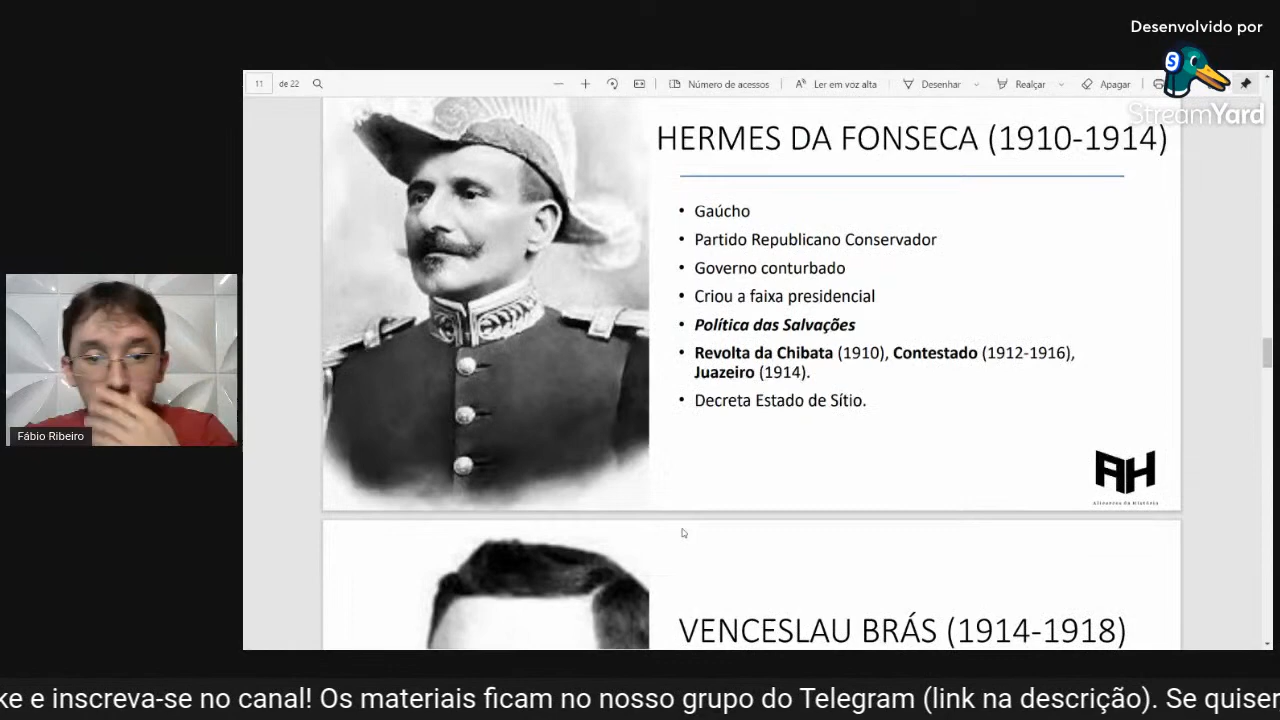 Desenvolvido por
S
StreamYard
11 de 22
Número de acessos
Ler em voz alta
Desenhar
Realçar
Apagar
HERMES DA FONSECA (1910-1914)
• Gaúcho
• Partido Republicano Conservador
• Governo conturbado
• Criou a faixa presidencial
• Política das Salvações
• Revolta da Chibata (1910), Contestado (1912-1916),
Juazeiro (1914).
• Decreta Estado de Sítio.
AH
Fábio Ribeiro
VENCESLAU BRÁS (1914-1918)
ke e inscreva-se no canal! Os materiais ficam no nosso grupo do Telegram (link na descrição). Se quiser